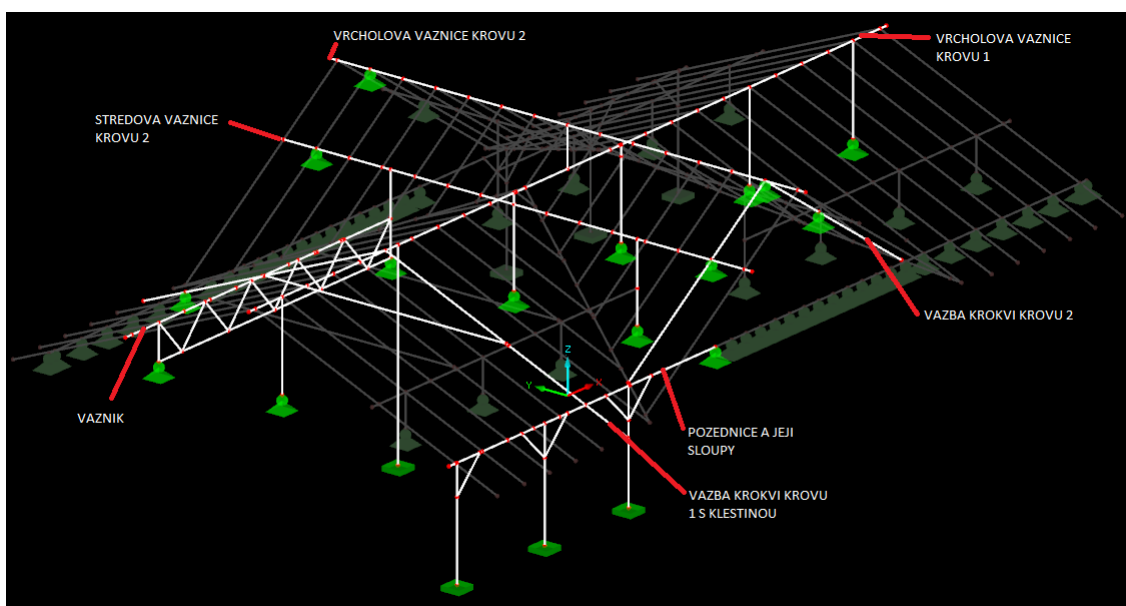 VRCHOLOVA VAZNICE KROVU 2
VRCHOLOVA VAZNICE
KROVU 1
STREDOVA VAZNICE
KROVU 2
VAZBA KROKVI KROVU 2
Z
Y
X
VAZNIK
POZEDNICE A JEJI
SLOUPY
VAZBA KROKVI KROVU
1 S KLESTINOU